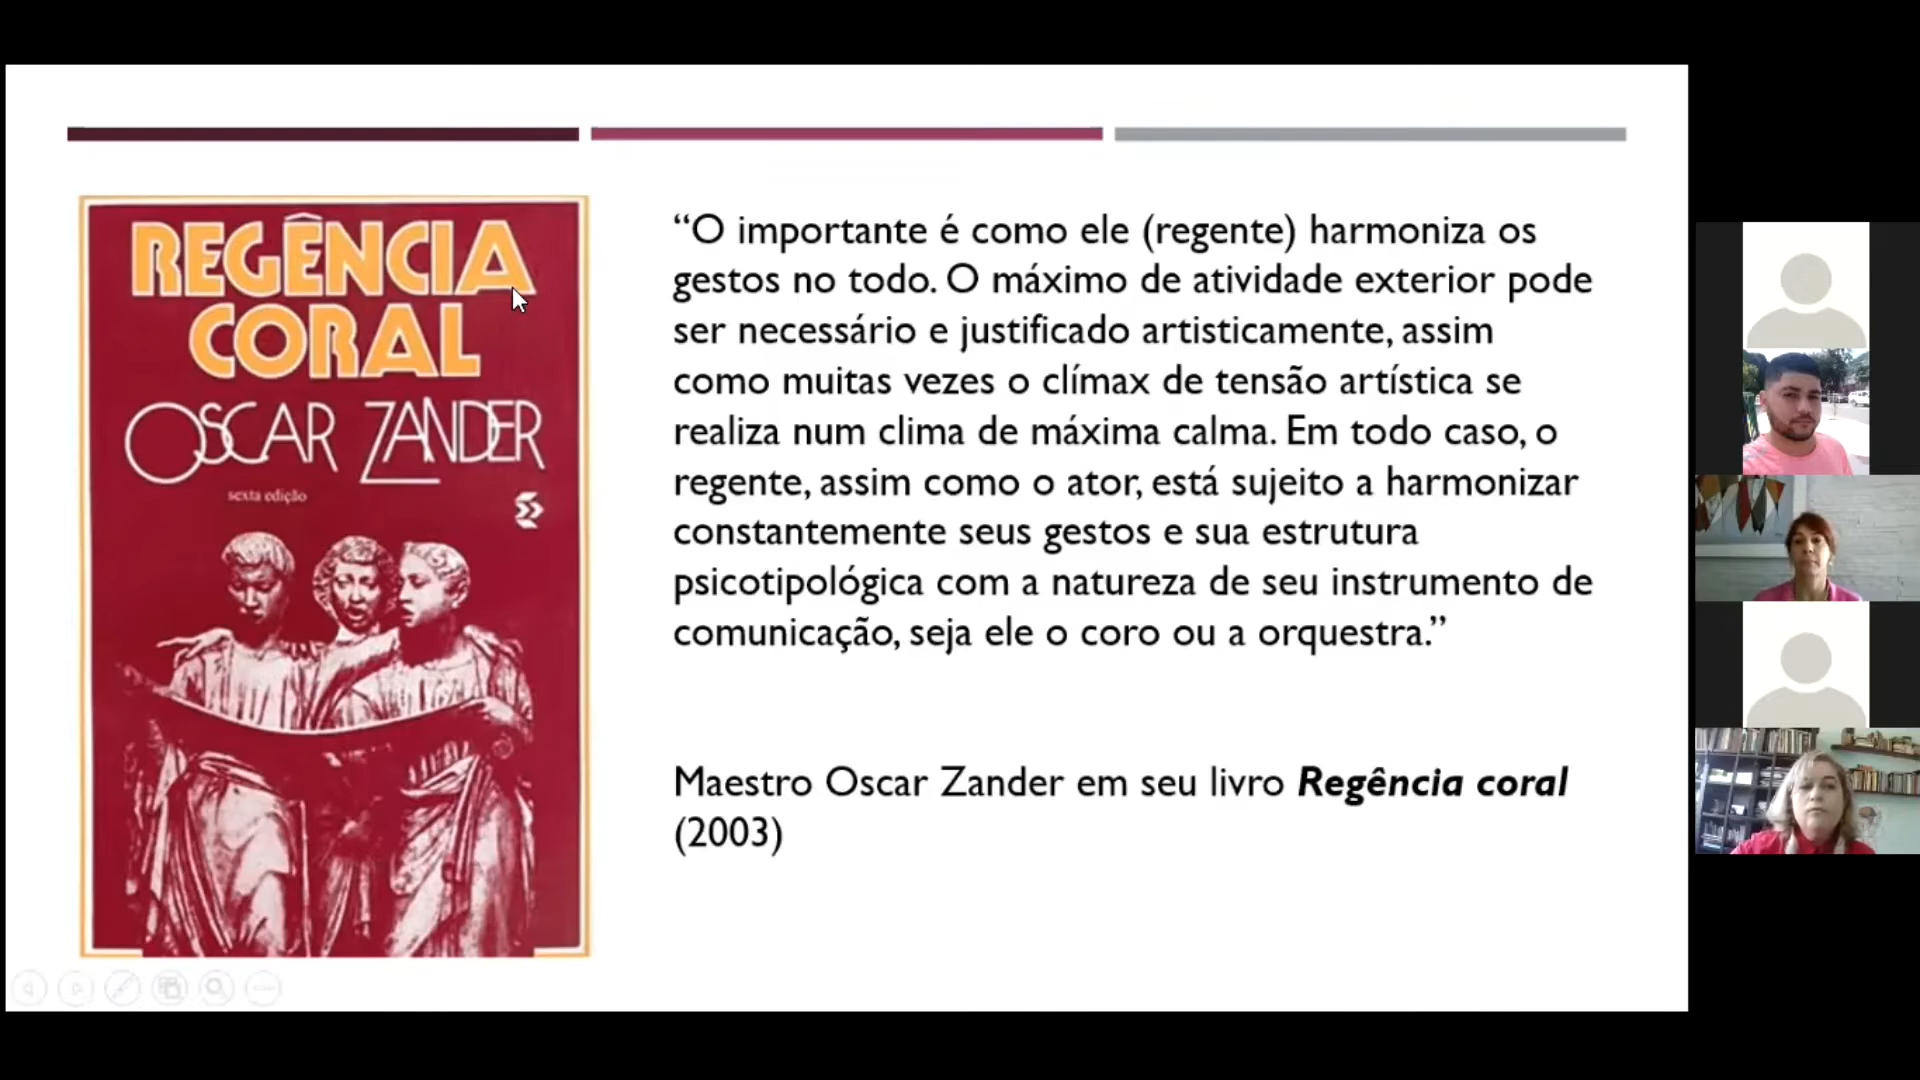 REGÊNCIA
CORAL
OSCAR ZANDER
sexta edição
“O importante é como ele (regente) harmoniza os
gestos no todo. O máximo de atividade exterior pode
ser necessário e justificado artisticamente, assim
como muitas vezes o clímax de tensão artística se
realiza num clima de máxima calma. Em todo caso, o
regente, assim como o ator, está sujeito a harmonizar
constantemente seus gestos e sua estrutura
psicotipológica com a natureza de seu instrumento de
comunicação, seja ele o coro ou a orquestra.”
Maestro Oscar Zander em seu livro Regência coral
(2003)